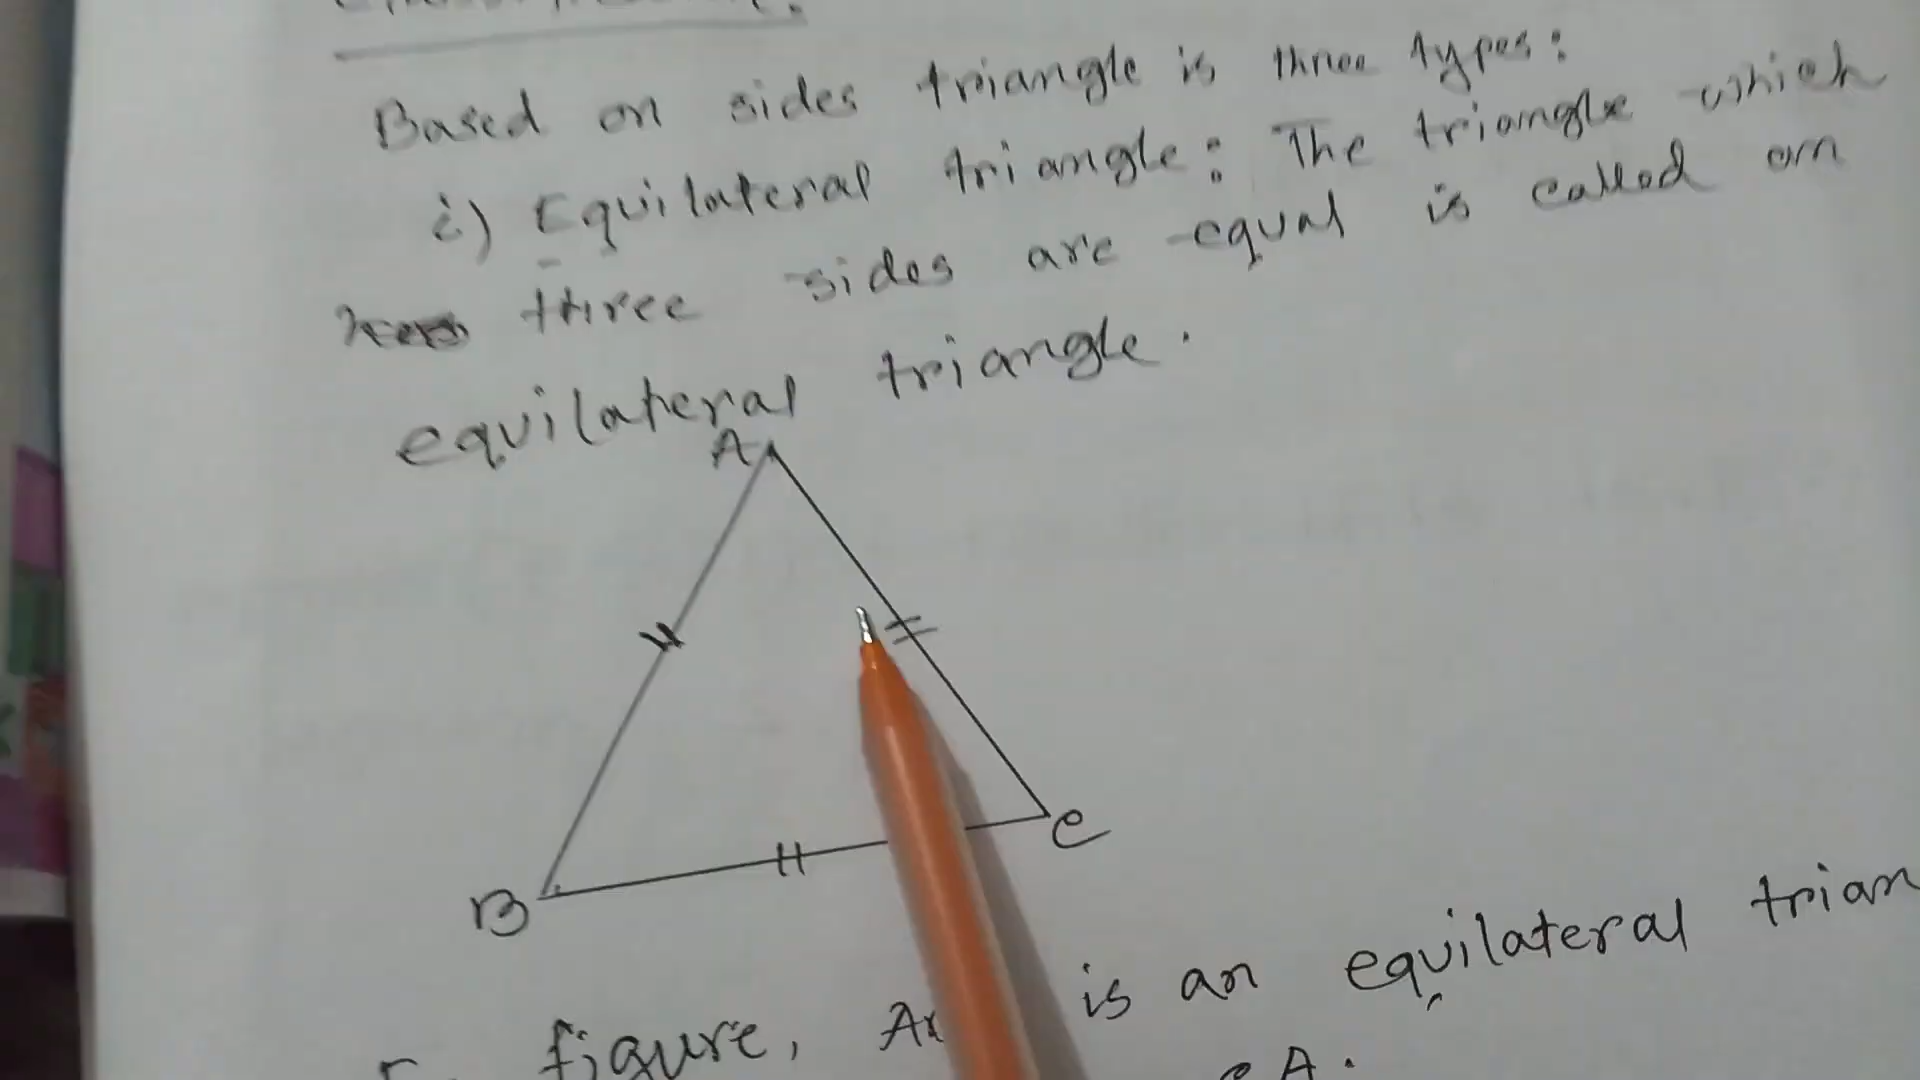 Based on sides triangle is three types:
i) Equilateral triangle: The triangle which
three sides are equal is called an
equilateral triangle.
A
B
C
figure, is an equilateral trian
CA.